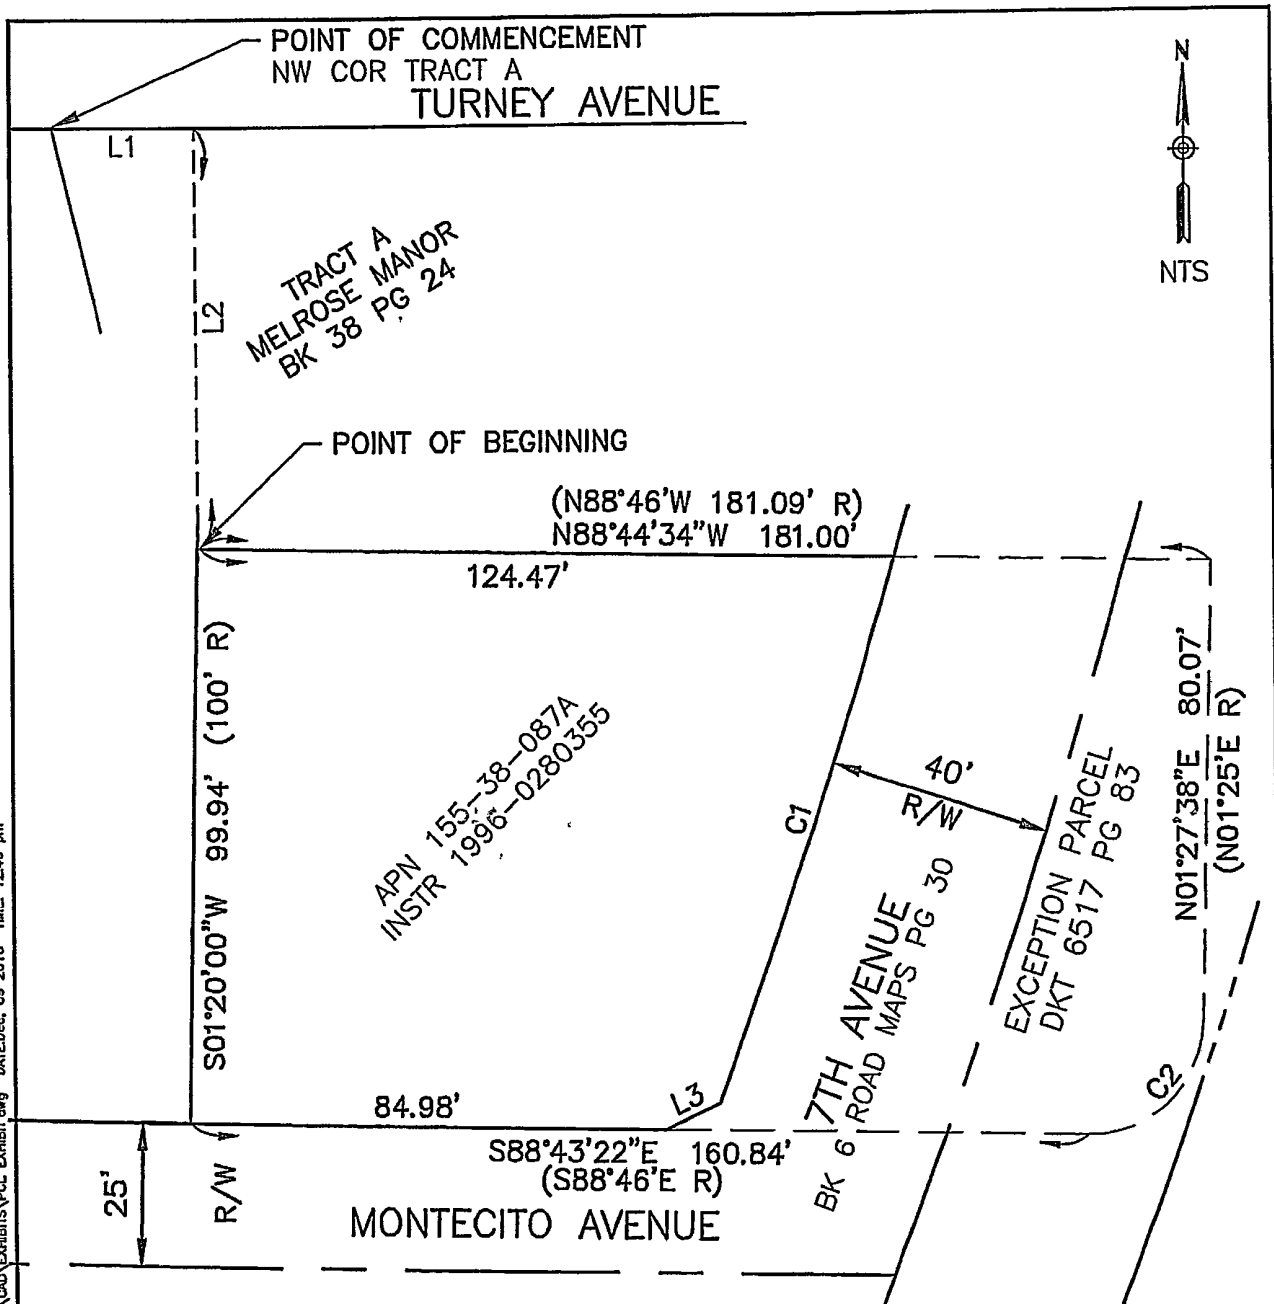 POINT OF COMMENCEMENT
NW COR TRACT A
TURNEY AVENUE
N
NTS
L1
L2
TRACT A
MELROSE MANOR
BK 38 PG 24
POINT OF BEGINNING
(N88°46'W 181.09' R)
N88°44'34"W 181.00'
124.47'
S01°20'00"W 99.94' (100' R)
APN 155-38-087A
INSTR 1996-0280355
C1
40'
R/W
7TH AVENUE
BK 6 ROAD MAPS PG 30
EXCEPTION PARCEL
DKT 6517 PG 83
N01°27'38"E 80.07'
(N01°25'E R)
C2
L3
84.98'
S88°43'22"E 160.84'
(S88°46'E R)
25'
R/W
MONTECITO AVENUE